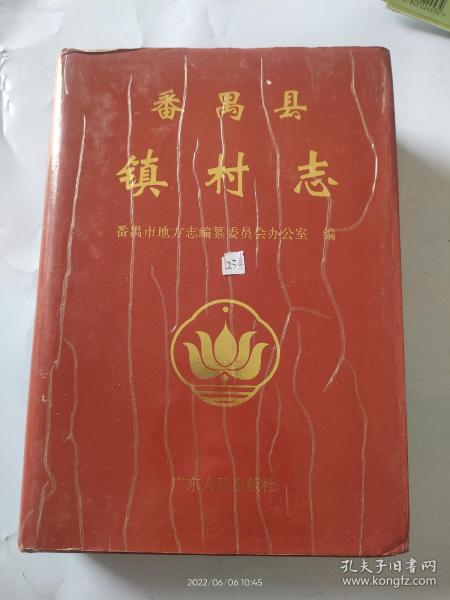 番禺县
镇村志
番禺市地方志编纂委员会办公室 编
234
广东人民出版社
2022/06/06 10:45
孔夫子旧书网
www.kongfz.com